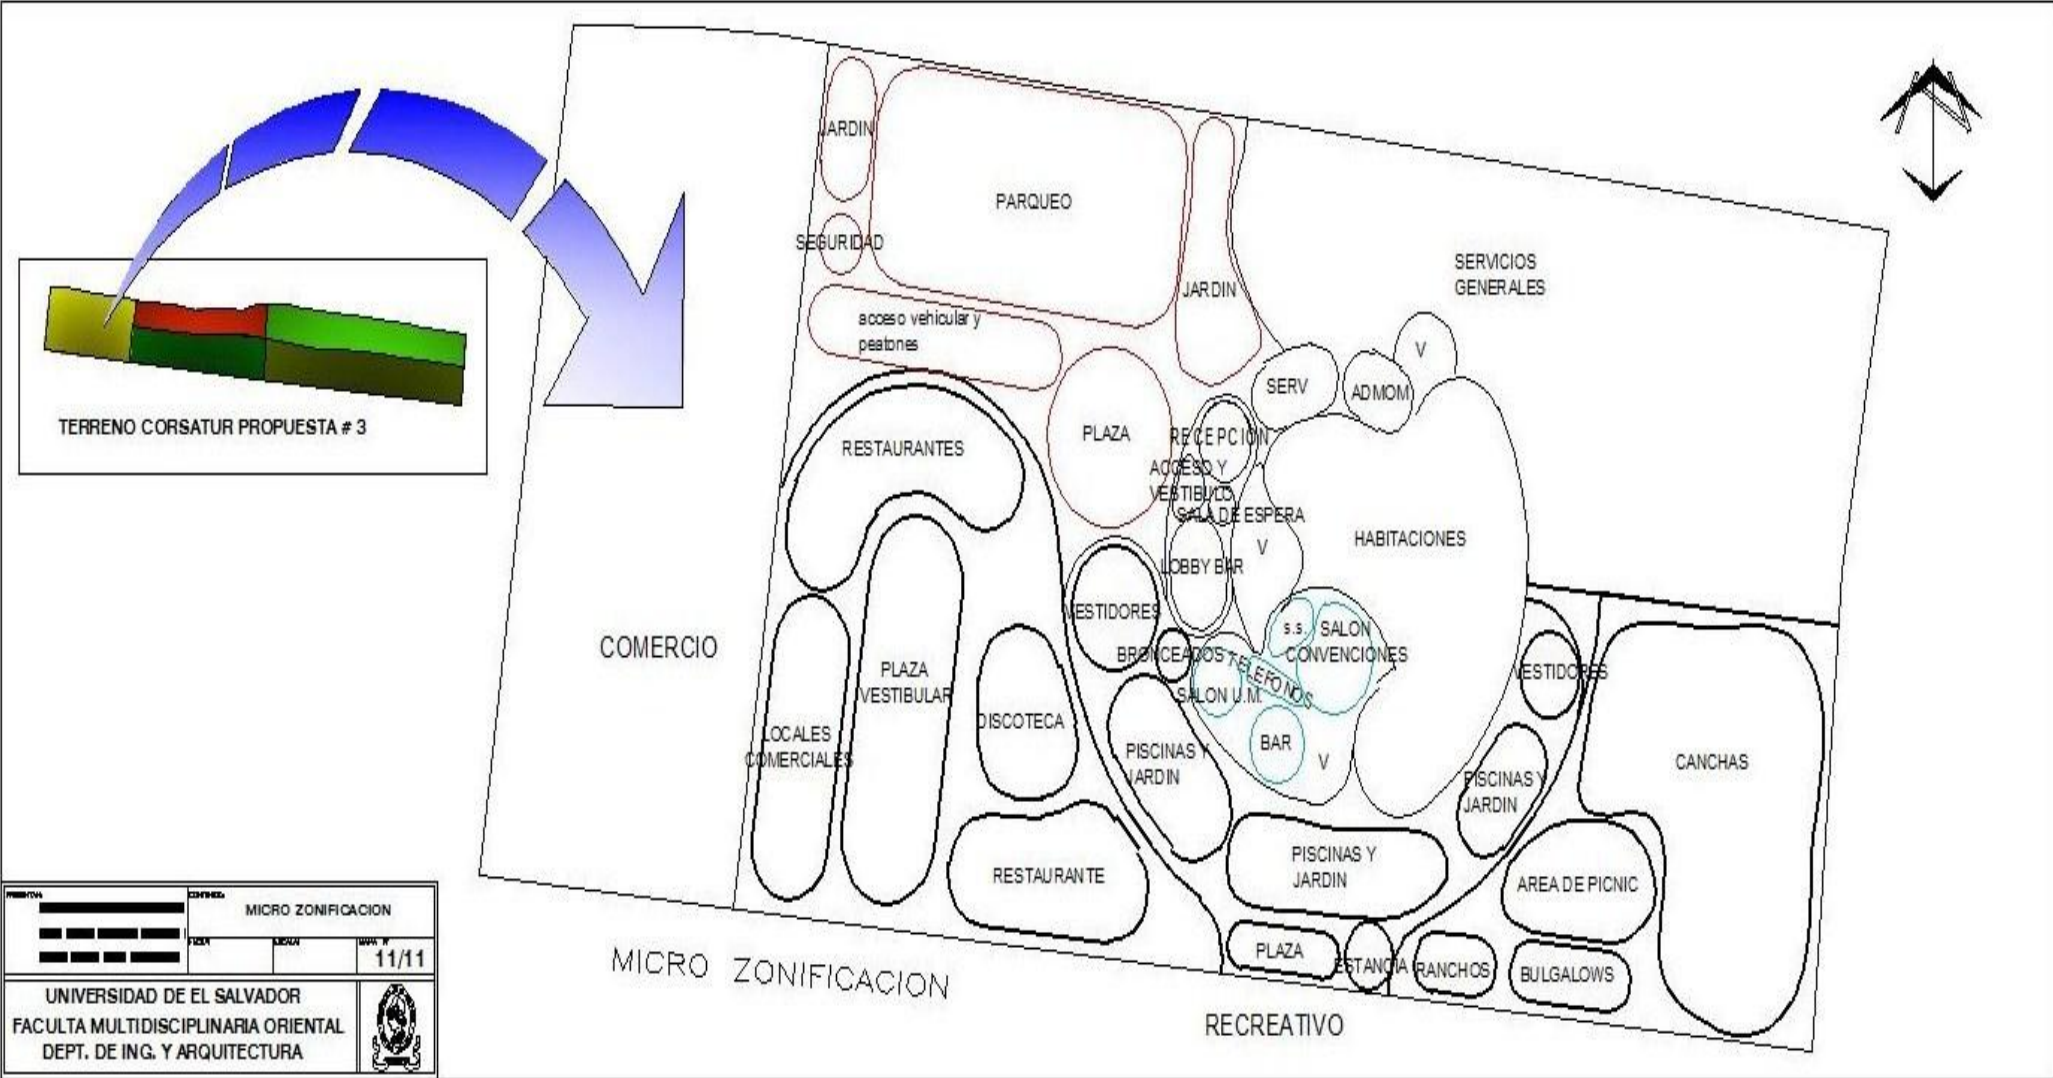 JARDIN
PARQUEO
SEGURIDAD
JARDIN
SERVICIOS
GENERALES
acceso vehicular y
peatones
V
SERV
ADMOM
TERRENO CORSATUR PROPUESTA # 3
RESTAURANTES
PLAZA
RECEPCION
ACCESO Y
VESTIBULO
SALA DE ESPERA
V
HABITACIONES
LOBBY BAR
VESTIDORES
s.s.
SALON
CONVENCIONES
COMERCIO
BRONCEADOS
TELEFONOS
SALON U.M.
PLAZA
VESTIBULAR
VESTIDORES
DISCOTECA
LOCALES
COMERCIALES
PISCINAS Y
JARDIN
BAR
V
PISCINAS Y
JARDIN
CANCHAS
RESTAURANTE
PISCINAS Y
JARDIN
AREA DE PICNIC
PLAZA
ESTANCIA
RANCHOS
BULGALOWS
MICRO ZONIFICACION
RECREATIVO
MICRO ZONIFICACION
11/11
UNIVERSIDAD DE EL SALVADOR
FACULTA MULTIDISCIPLINARIA ORIENTAL
DEPT. DE ING. Y ARQUITECTURA